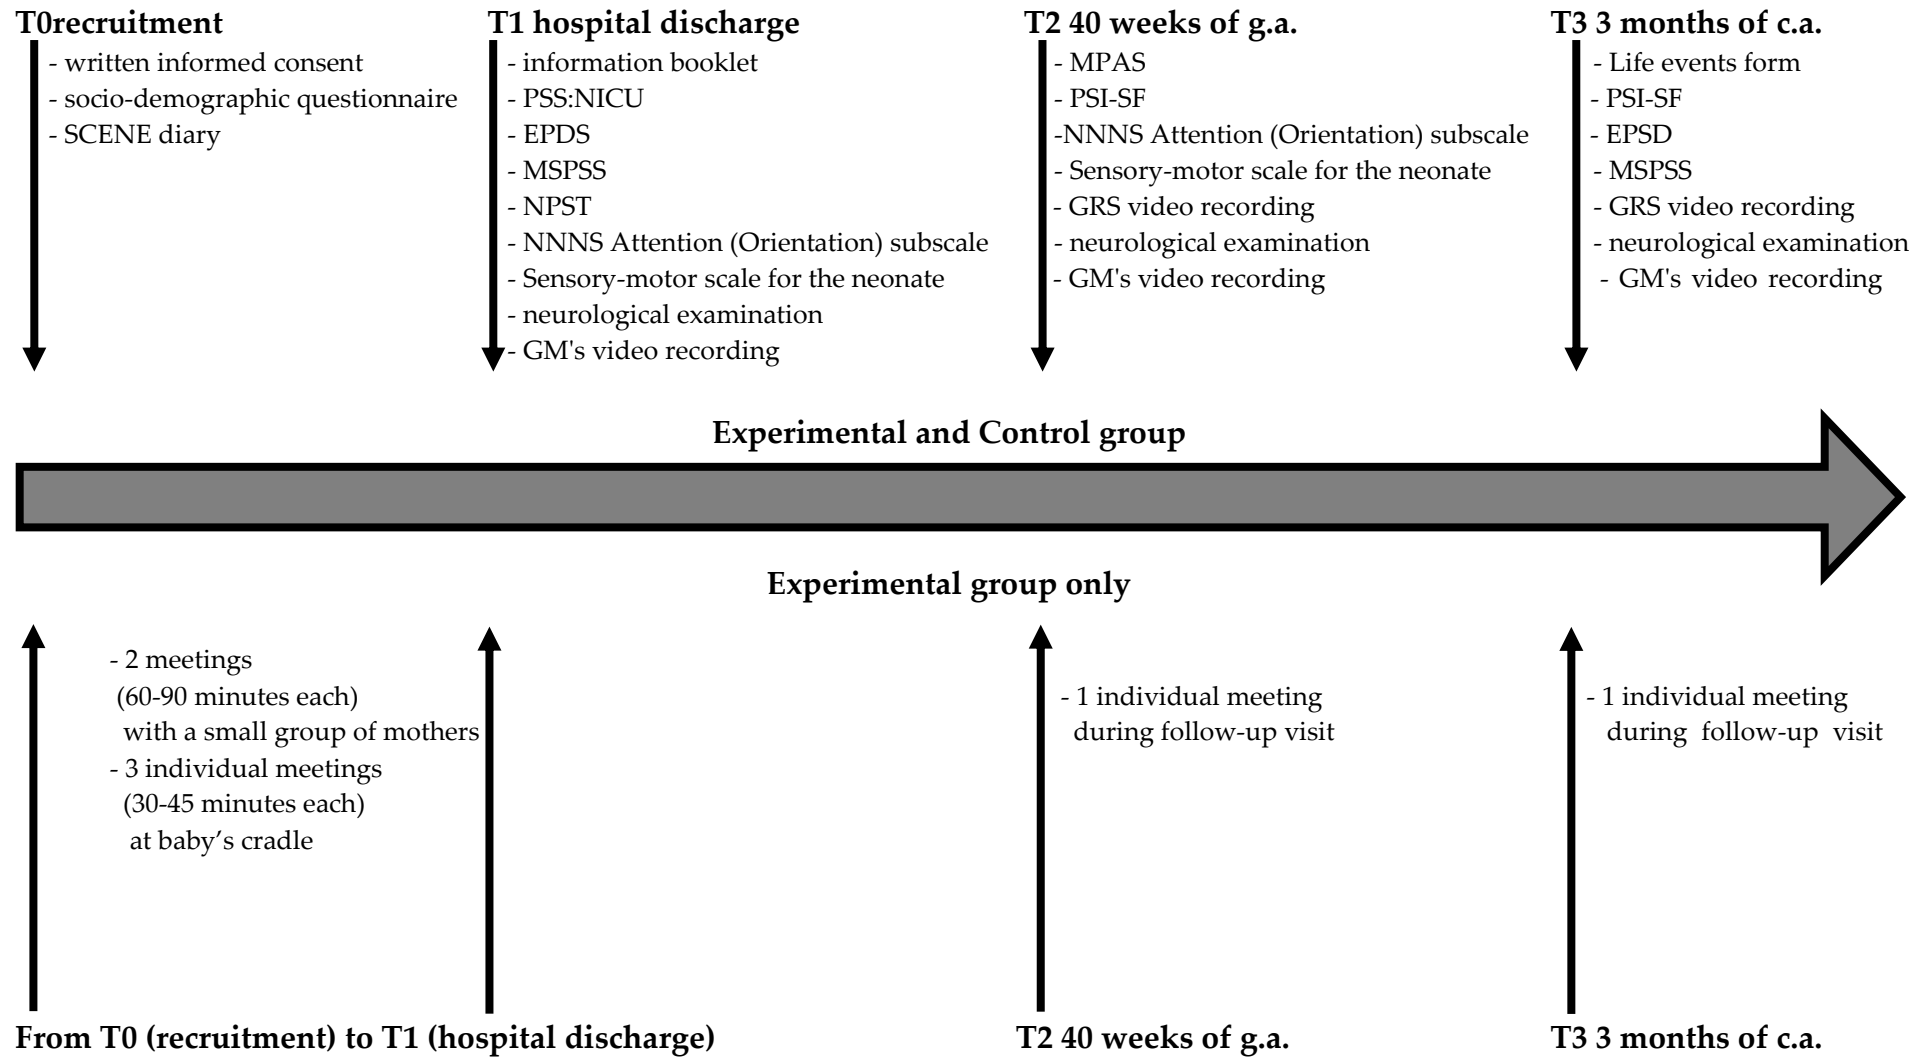 T0recruitment
- written informed consent
- socio-demographic questionnaire
- SCENE diary
T1 hospital discharge
- information booklet
- PSS:NICU
- EPDS
- MSPSS
- NPST
- NNNS Attention (Orientation) subscale
- Sensory-motor scale for the neonate
- neurological examination
- GM's video recording
T2 40 weeks of g.a.
- MPAS
- PSI-SF
-NNNS Attention (Orientation) subscale
- Sensory-motor scale for the neonate
- GRS video recording
- neurological examination
- GM's video recording
T3 3 months of c.a.
- Life events form
- PSI-SF
- EPSD
- MSPSS
- GRS video recording
- neurological examination
- GM's video recording
Experimental and Control group
Experimental group only
- 2 meetings
(60-90 minutes each)
with a small group of mothers
- 3 individual meetings
(30-45 minutes each)
at baby’s cradle
- 1 individual meeting
during follow-up visit
- 1 individual meeting
during follow-up visit
From T0 (recruitment) to T1 (hospital discharge)
T2 40 weeks of g.a.
T3 3 months of c.a.